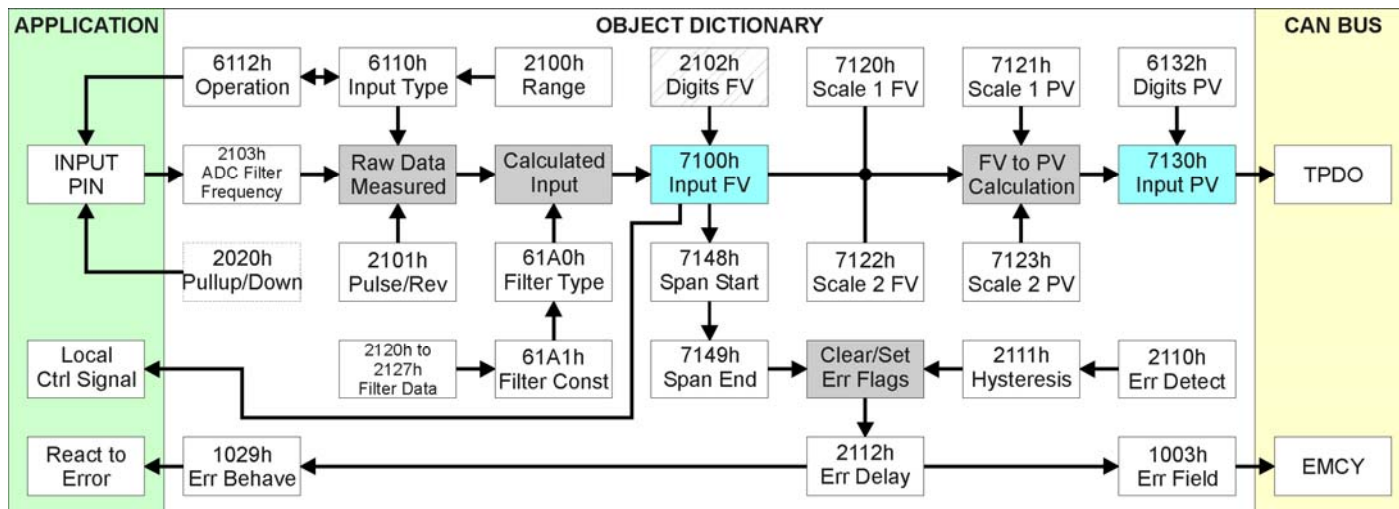 APPLICATION
OBJECT DICTIONARY
CAN BUS
6112h
Operation
6110h
Input Type
2100h
Range
2102h
Digits FV
7120h
Scale 1 FV
7121h
Scale 1 PV
6132h
Digits PV
INPUT
PIN
2103h
ADC Filter
Frequency
Raw Data
Measured
Calculated
Input
7100h
Input FV
FV to PV
Calculation
7130h
Input PV
TPDO
2020h
Pullup/Down
2101h
Pulse/Rev
61A0h
Filter Type
7148h
Span Start
7122h
Scale 2 FV
7123h
Scale 2 PV
Local
Ctrl Signal
2120h to
2127h
Filter Data
61A1h
Filter Const
7149h
Span End
Clear/Set
Err Flags
2111h
Hysteresis
2110h
Err Detect
React to
Error
1029h
Err Behave
2112h
Err Delay
1003h
Err Field
EMCY